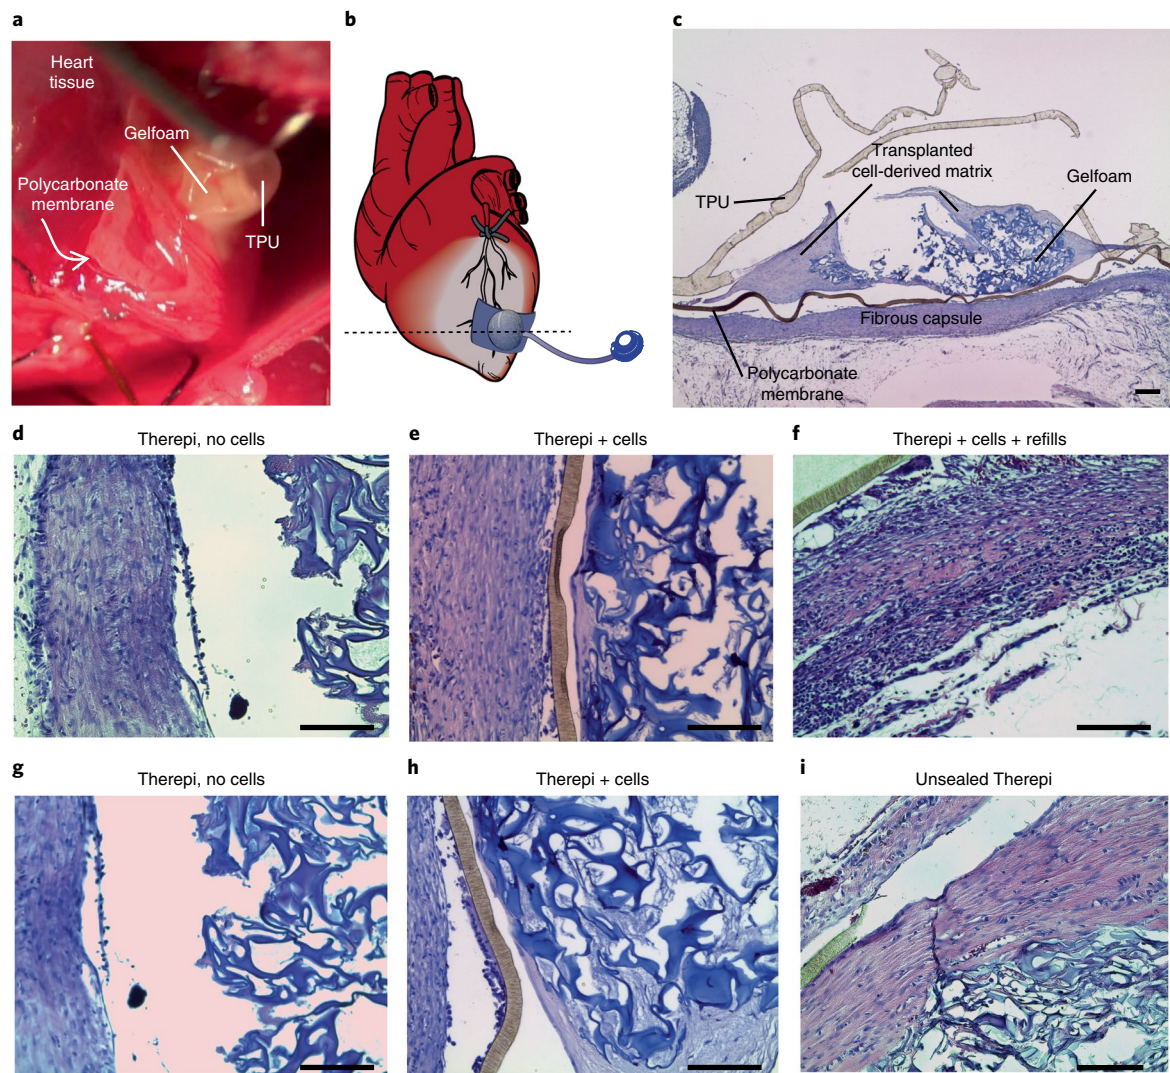 a
Heart
tissue
Gelfoam
Polycarbonate
membrane
TPU
b
c
Transplanted
cell-derived matrix
Gelfoam
TPU
Fibrous capsule
Polycarbonate
membrane
d
Therepi, no cells
e
Therepi + cells
f
Therepi + cells + refills
g
Therepi, no cells
h
Therepi + cells
i
Unsealed Therepi